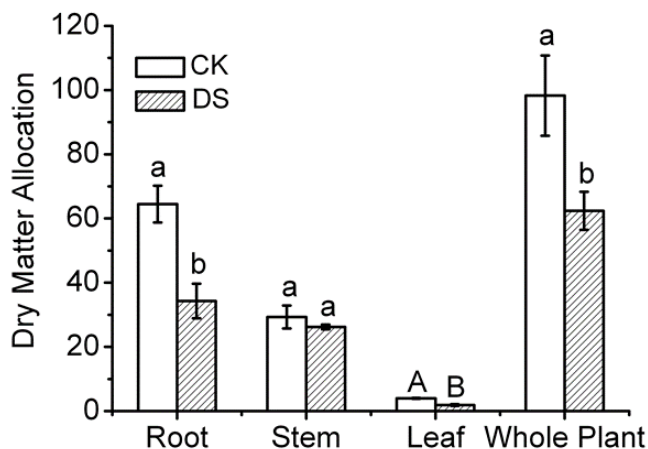 120
100
80
60
40
20
0
Dry Matter Allocation
CK
DS
a
b
a
a
A
B
a
b
Root
Stem
Leaf
Whole Plant